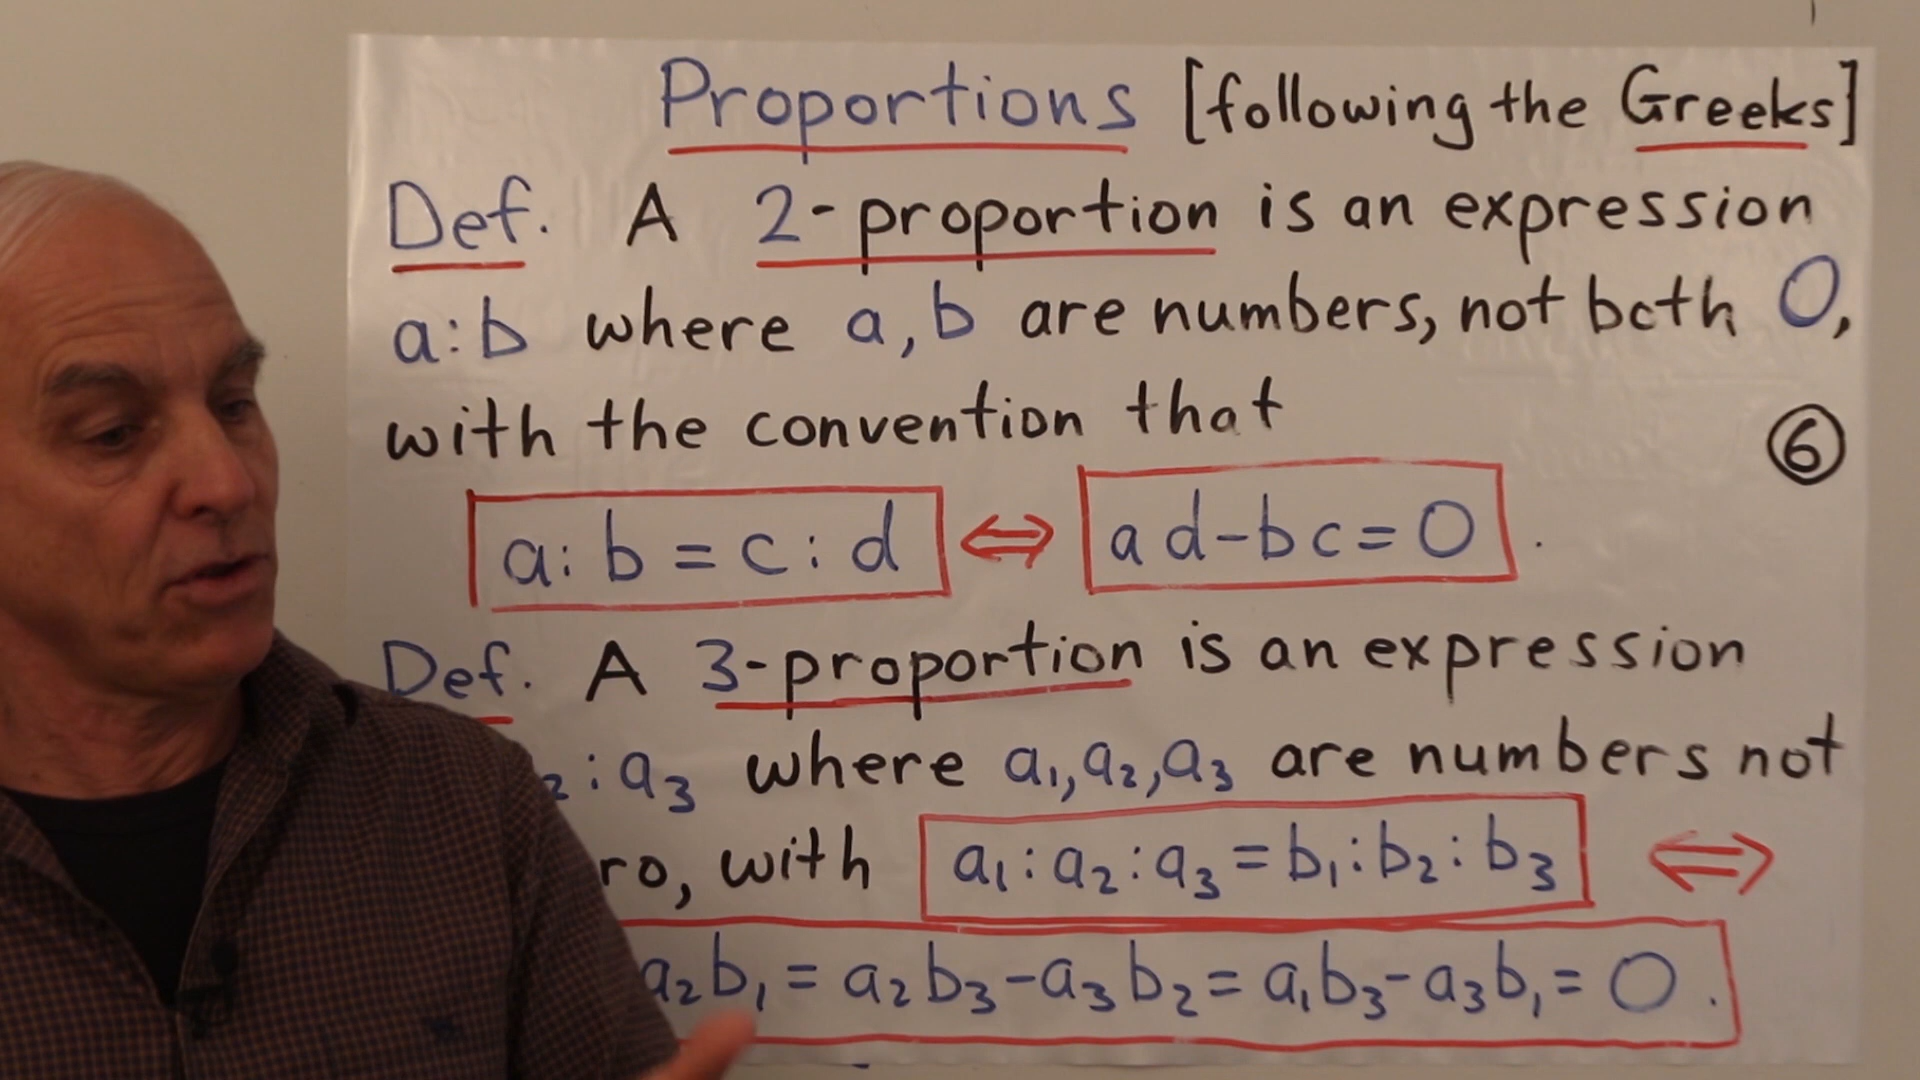 Proportions [following the Greeks]
Def. A 2-proportion is an expression
a:b where a, b are numbers, not both 0,
with the convention that
6
a:b = c:d ⇔ ad-bc=0.
Def. A 3-proportion is an expression
₂:a₃ where a₁,a₂,a₃ are numbers not
ro, with a₁:a₂:a₃=b₁:b₂:b₃ ⇔
a₂b₁ = a₂b₃-a₃b₂ = a₁b₃-a₃b₁ = 0.